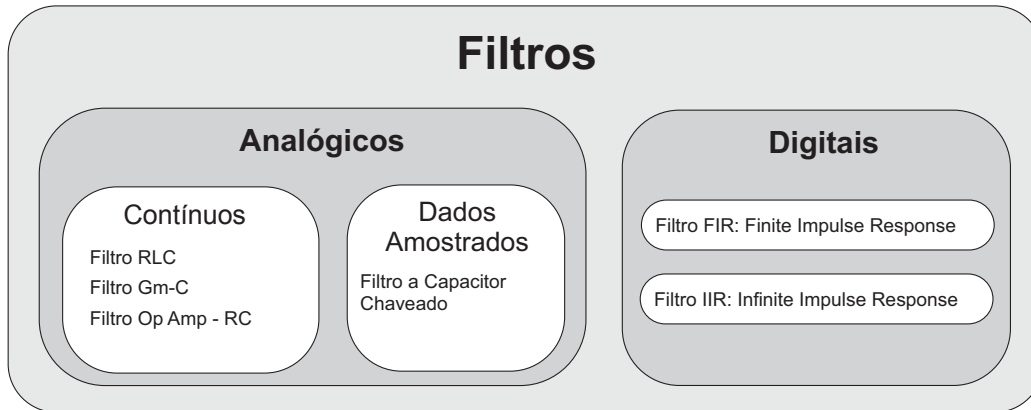 Filtros
Analógicos
Contínuos
Filtro RLC
Filtro Gm-C
Filtro Op Amp - RC
Dados
Amostrados
Filtro a Capacitor
Chaveado
Digitais
Filtro FIR: Finite Impulse Response
Filtro IIR: Infinite Impulse Response